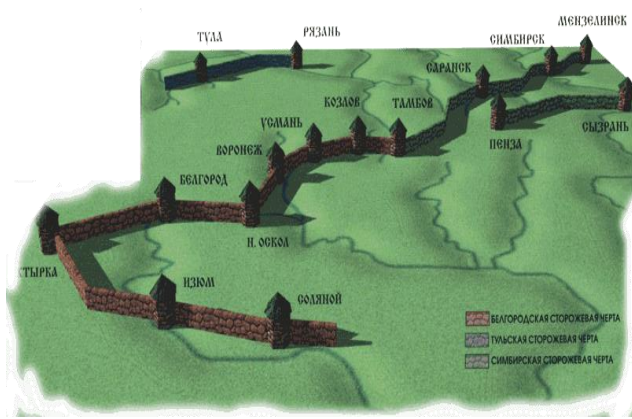 МЕНЗЕЛИНСК
ТУЛА
РЯЗАНЬ
СИМБИРСК
САРАНСК
КОЗЛОВ
ТАМБОВ
УСМАНЬ
СЫЗРАНЬ
ПЕНЗА
ВОРОНЕЖ
БЕЛГОРОД
Н. ОСКОЛ
ТЫРКА
ИЗЮМ
СОЛЯНОЙ
БЕЛГОРОДСКАЯ СТОРОЖЕВАЯ ЧЕРТА
ТУЛЬСКАЯ СТОРОЖЕВАЯ ЧЕРТА
СИМБИРСКАЯ СТОРОЖЕВАЯ ЧЕРТА